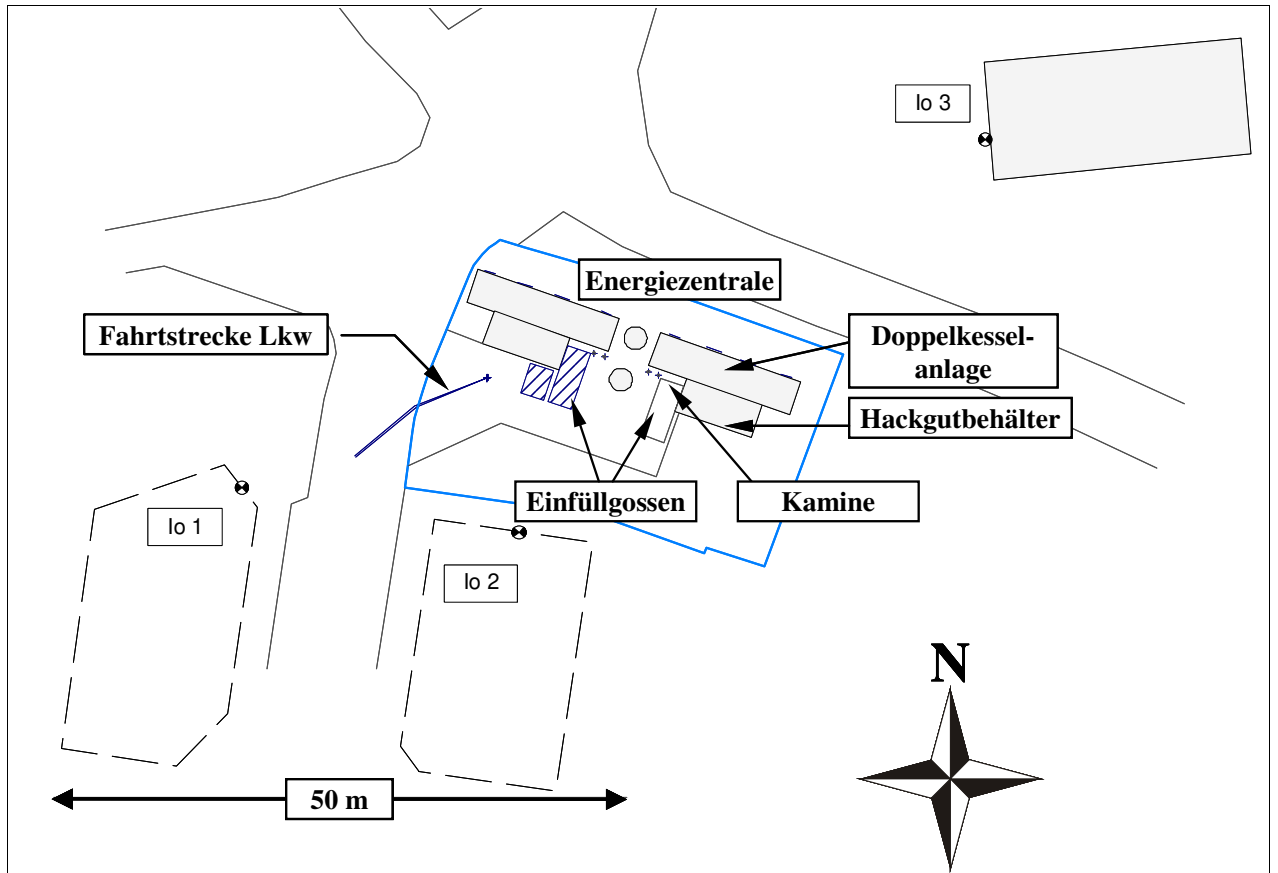 Io 3
Energiezentrale
Fahrtstrecke Lkw
Doppelkessel-
anlage
Hackgutbehälter
Einfüllgossen
Kamine
Io 1
Io 2
N
50 m